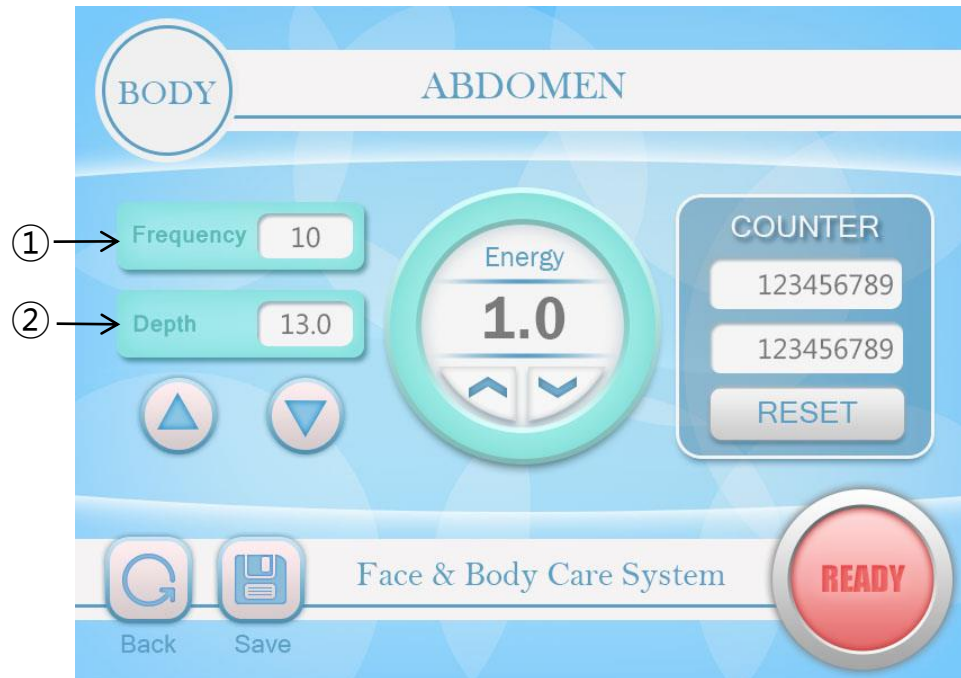 BODY
ABDOMEN
① Frequency 10
② Depth 13.0
Energy
1.0
COUNTER
123456789
123456789
RESET
Back
Save
Face & Body Care System
READY